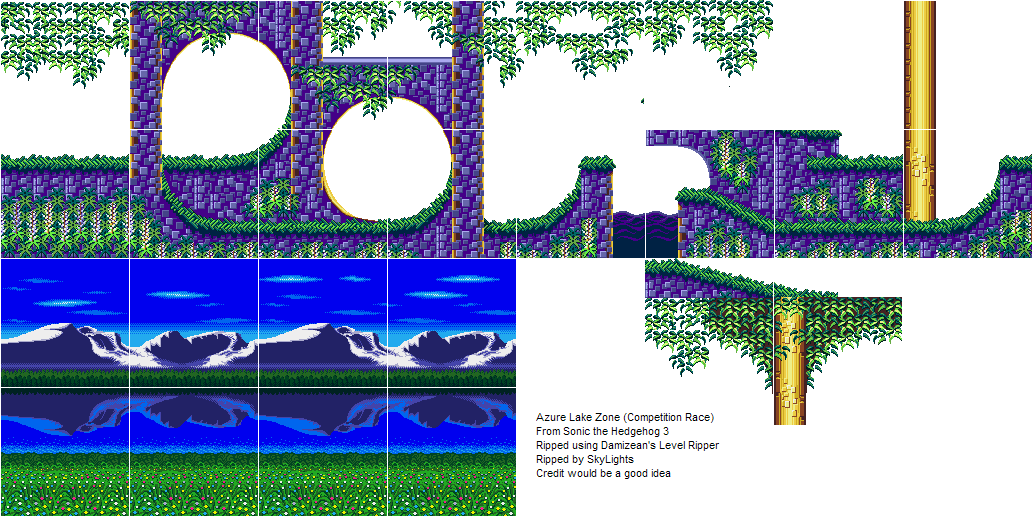 Azure Lake Zone (Competition Race)
From Sonic the Hedgehog 3
Ripped using Damizean's Level Ripper
Ripped by SkyLights
Credit would be a good idea